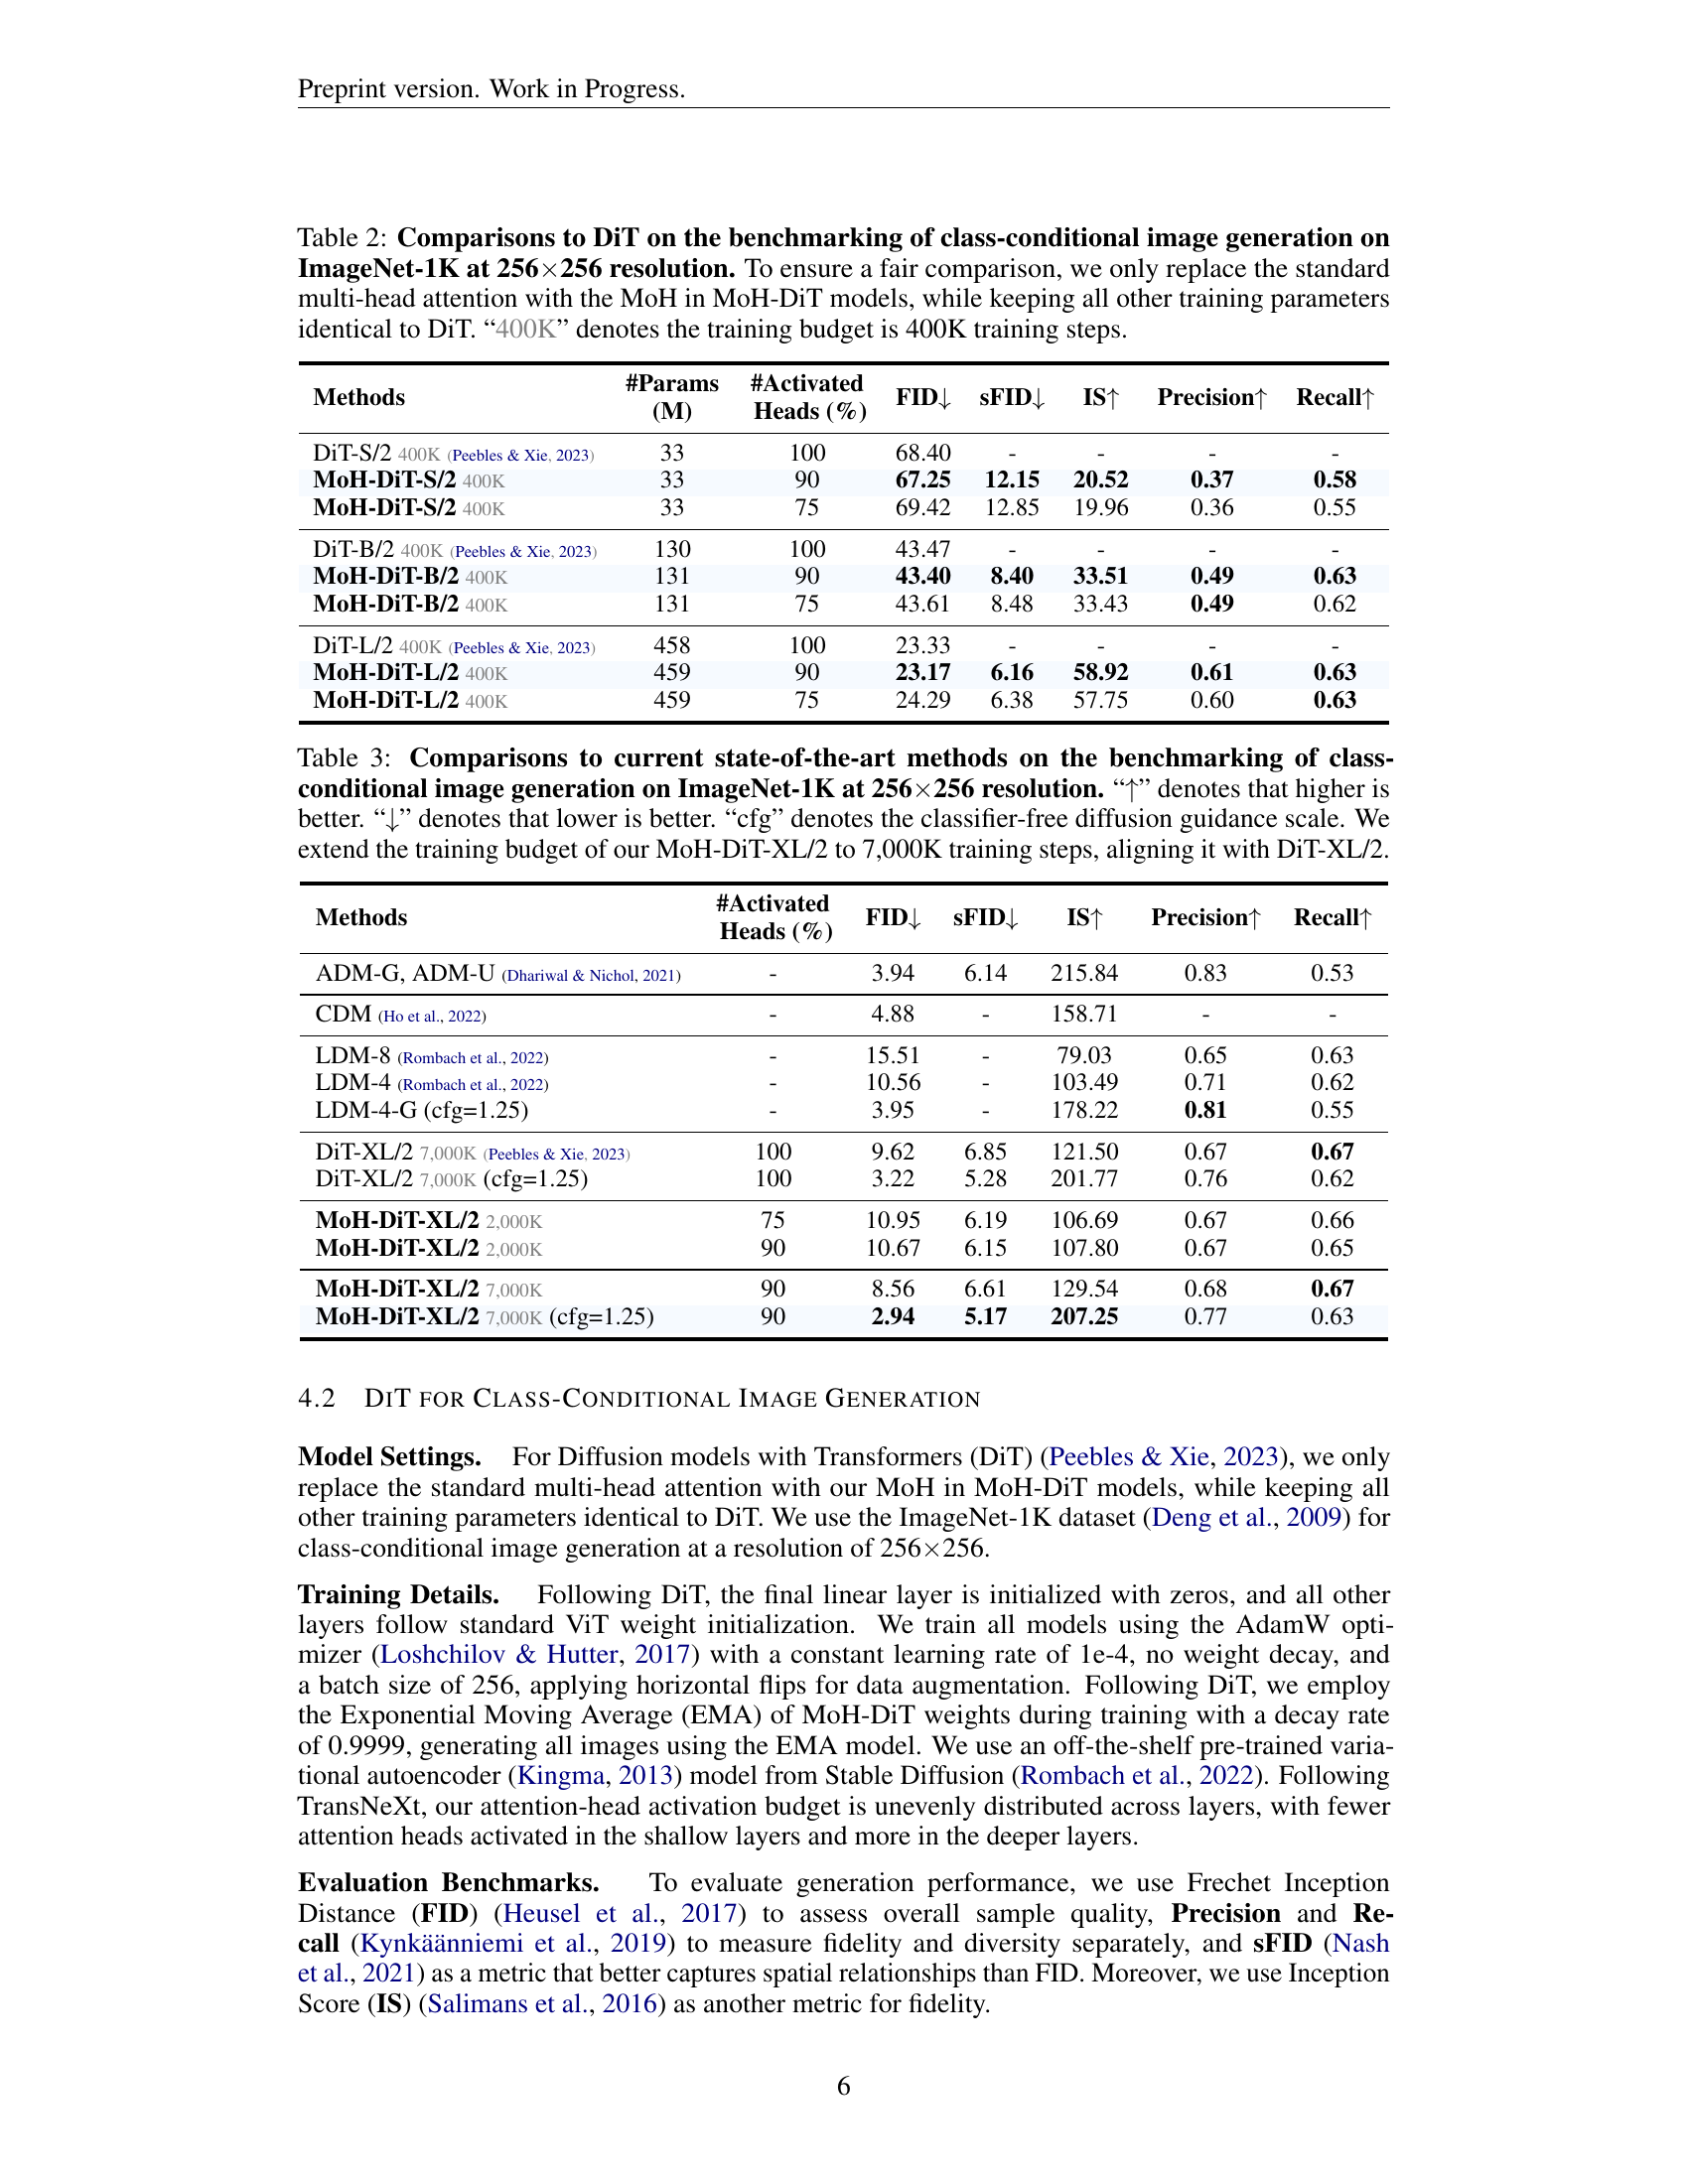 Preprint version. Work in Progress.
Table 2: Comparisons to DiT on the benchmarking of class-conditional image generation on
ImageNet-1K at 256×256 resolution. To ensure a fair comparison, we only replace the standard
multi-head attention with the MoH in MoH-DiT models, while keeping all other training parameters
identical to DiT. “400K” denotes the training budget is 400K training steps.
Methods #Params (M) #Activated Heads (%) FID↓ sFID↓ IS↑ Precision↑ Recall↑
DiT-S/2 400K (Peebles & Xie, 2023) 33 100 68.40 - - - -
MoH-DiT-S/2 400K 33 90 67.25 12.15 20.52 0.37 0.58
MoH-DiT-S/2 400K 33 75 69.42 12.85 19.96 0.36 0.55
DiT-B/2 400K (Peebles & Xie, 2023) 130 100 43.47 - - - -
MoH-DiT-B/2 400K 131 90 43.40 8.40 33.51 0.49 0.63
MoH-DiT-B/2 400K 131 75 43.61 8.48 33.43 0.49 0.62
DiT-L/2 400K (Peebles & Xie, 2023) 458 100 23.33 - - - -
MoH-DiT-L/2 400K 459 90 23.17 6.16 58.92 0.61 0.63
MoH-DiT-L/2 400K 459 75 24.29 6.38 57.75 0.60 0.63
Table 3: Comparisons to current state-of-the-art methods on the benchmarking of class-
conditional image generation on ImageNet-1K at 256×256 resolution. “↑” denotes that higher is
better. “↓” denotes that lower is better. “cfg” denotes the classifier-free diffusion guidance scale. We
extend the training budget of our MoH-DiT-XL/2 to 7,000K training steps, aligning it with DiT-XL/2.
Methods #Activated Heads (%) FID↓ sFID↓ IS↑ Precision↑ Recall↑
ADM-G, ADM-U (Dhariwal & Nichol, 2021) - 3.94 6.14 215.84 0.83 0.53
CDM (Ho et al., 2022) - 4.88 - 158.71 - -
LDM-8 (Rombach et al., 2022) - 15.51 - 79.03 0.65 0.63
LDM-4 (Rombach et al., 2022) - 10.56 - 103.49 0.71 0.62
LDM-4-G (cfg=1.25) - 3.95 - 178.22 0.81 0.55
DiT-XL/2 7,000K (Peebles & Xie, 2023) 100 9.62 6.85 121.50 0.67 0.67
DiT-XL/2 7,000K (cfg=1.25) 100 3.22 5.28 201.77 0.76 0.62
MoH-DiT-XL/2 2,000K 75 10.95 6.19 106.69 0.67 0.66
MoH-DiT-XL/2 2,000K 90 10.67 6.15 107.80 0.67 0.65
MoH-DiT-XL/2 7,000K 90 8.56 6.61 129.54 0.68 0.67
MoH-DiT-XL/2 7,000K (cfg=1.25) 90 2.94 5.17 207.25 0.77 0.63
4.2 DIT FOR CLASS-CONDITIONAL IMAGE GENERATION
Model Settings. For Diffusion models with Transformers (DiT) (Peebles & Xie, 2023), we only
replace the standard multi-head attention with our MoH in MoH-DiT models, while keeping all
other training parameters identical to DiT. We use the ImageNet-1K dataset (Deng et al., 2009) for
class-conditional image generation at a resolution of 256×256.
Training Details. Following DiT, the final linear layer is initialized with zeros, and all other
layers follow standard ViT weight initialization. We train all models using the AdamW opti-
mizer (Loshchilov & Hutter, 2017) with a constant learning rate of 1e-4, no weight decay, and
a batch size of 256, applying horizontal flips for data augmentation. Following DiT, we employ
the Exponential Moving Average (EMA) of MoH-DiT weights during training with a decay rate
of 0.9999, generating all images using the EMA model. We use an off-the-shelf pre-trained varia-
tional autoencoder (Kingma, 2013) model from Stable Diffusion (Rombach et al., 2022). Following
TransNeXt, our attention-head activation budget is unevenly distributed across layers, with fewer
attention heads activated in the shallow layers and more in the deeper layers.
Evaluation Benchmarks. To evaluate generation performance, we use Frechet Inception
Distance (FID) (Heusel et al., 2017) to assess overall sample quality, Precision and Re-
call (Kynkäänniemi et al., 2019) to measure fidelity and diversity separately, and sFID (Nash
et al., 2021) as a metric that better captures spatial relationships than FID. Moreover, we use Inception
Score (IS) (Salimans et al., 2016) as another metric for fidelity.
6